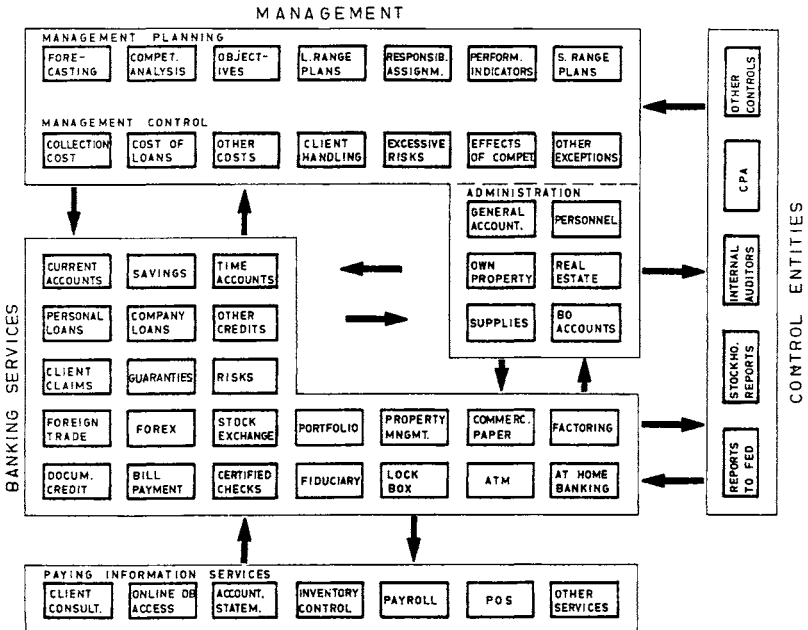 MANAGEMENT
MANAGEMENT PLANNING
FORE-
CASTING
COMPET.
ANALYSIS
OBJECT-
IVES
L.RANGE
PLANS
RESPONSIB.
ASSIGNM.
PERFORM.
INDICATORS
S.RANGE
PLANS
MANAGEMENT CONTROL
COLLECTION
COST
COST OF
LOANS
OTHER
COSTS
CLIENT
HANDLING
EXCESSIVE
RISKS
EFFECTS
OF COMPET
OTHER
EXCEPTIONS
ADMINISTRATION
GENERAL
ACCOUNT.
PERSONNEL
OWN
PROPERTY
REAL
ESTATE
SUPPLIES
BO
ACCOUNTS
BANKING SERVICES
CURRENT
ACCOUNTS
SAVINGS
TIME
ACCOUNTS
PERSONAL
LOANS
COMPANY
LOANS
OTHER
CREDITS
CLIENT
CLAIMS
GUARANTIES
RISKS
FOREIGN
TRADE
FOREX
STOCK
EXCHANGE
PORTFOLIO
PROPERTY
MNGMT.
COMMERC.
PAPER
FACTORING
DOCUM.
CREDIT
BILL
PAYMENT
CERTIFIED
CHECKS
FIDUCIARY
LOCK
BOX
ATM
AT HOME
BANKING
PAYING INFORMATION SERVICES
CLIENT
CONSULT.
ONLINE DB
ACCESS
ACCOUNT.
STATEM.
INVENTORY
CONTROL
PAYROLL
POS
OTHER
SERVICES
CONTROL ENTITIES
OTHER
CONTROLS
CPA
INTERNAL
AUDITORS
STOCKHO.
REPORTS
REPORTS
TO FED